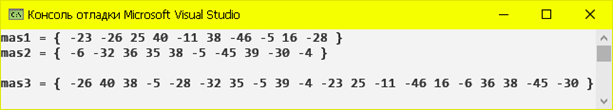 Консоль отладки Microsoft Visual Studio
mas1 = { -23 -26 25 40 -11 38 -46 -5 16 -28 }
mas2 = { -6 -32 36 35 38 -5 -45 39 -30 -4 }
mas3 = { -26 40 38 -5 -28 -32 35 -5 39 -4 -23 25 -11 -46 16 -6 36 38 -45 -30 }